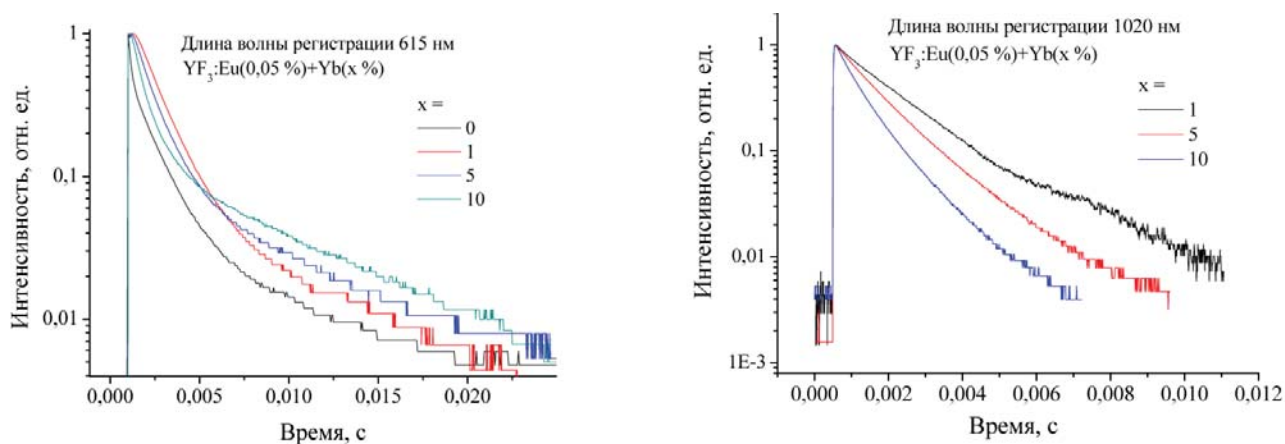 Длина волны регистрации 615 нм
YF3:Eu(0,05 %)+Yb(x %)
x =
0
1
5
10
Интенсивность, отн. ед.
1
0,1
0,01
0,000
0,005
0,010
0,015
0,020
Время, с
Длина волны регистрации 1020 нм
YF3:Eu(0,05 %)+Yb(x %)
x =
1
5
10
Интенсивность, отн. ед.
1
0,1
0,01
1E-3
0,000
0,002
0,004
0,006
0,008
0,010
0,012
Время, с